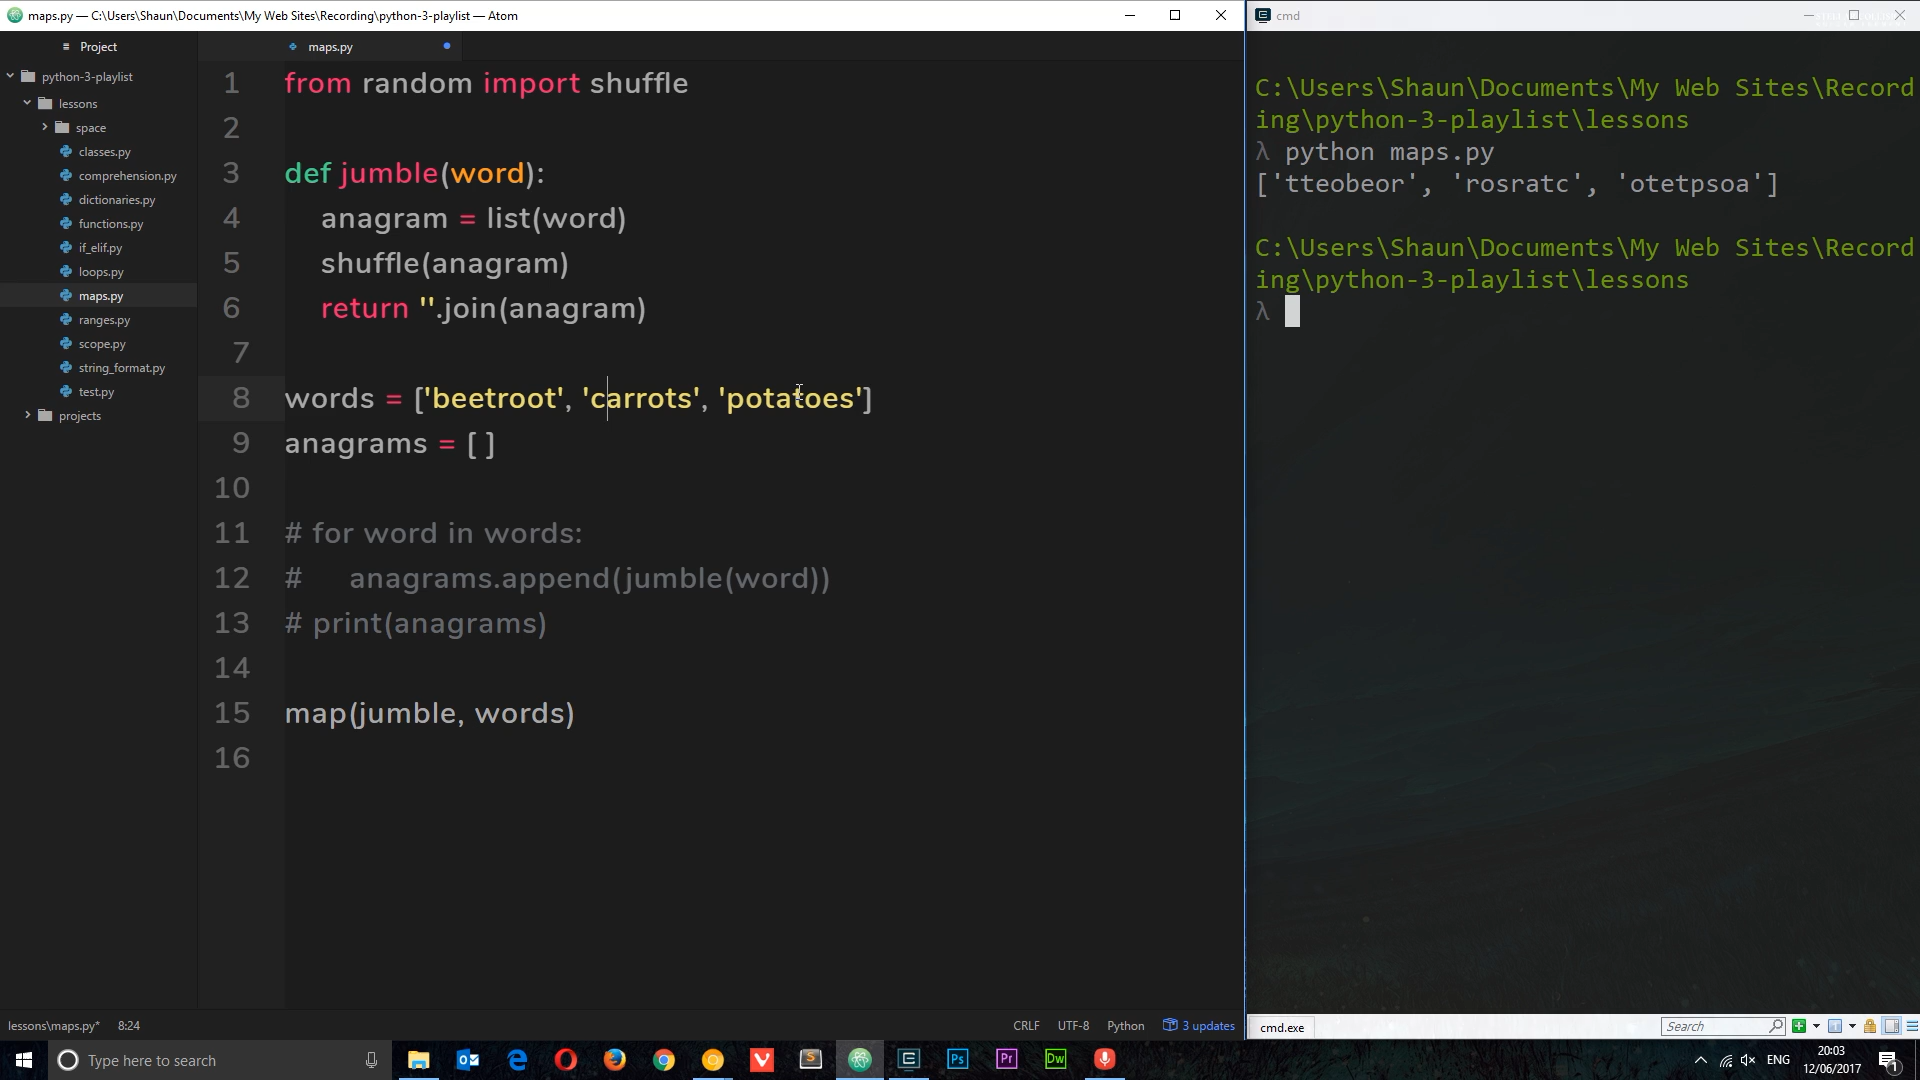 maps.py — C:\Users\Shaun\Documents\My Web Sites\Recording\python-3-playlist — Atom
cmd
Project
maps.py
python-3-playlist
lessons
space
classes.py
comprehension.py
dictionaries.py
functions.py
if_elif.py
loops.py
maps.py
ranges.py
scope.py
string_format.py
test.py
projects
1 from random import shuffle
2
3 def jumble(word):
4 anagram = list(word)
5 shuffle(anagram)
6 return ''.join(anagram)
7
8 words = ['beetroot', 'carrots', 'potatoes']
9 anagrams = [ ]
10
11 # for word in words:
12 # anagrams.append(jumble(word))
13 # print(anagrams)
14
15 map(jumble, words)
16
C:\Users\Shaun\Documents\My Web Sites\Record
ing\python-3-playlist\lessons
λ python maps.py
['tteobeor', 'rosratc', 'otetpsoa']
C:\Users\Shaun\Documents\My Web Sites\Record
ing\python-3-playlist\lessons
λ
lessons\maps.py* 8:24
CRLF UTF-8 Python 3 updates
cmd.exe
Search
Type here to search
Ps Pr Dw
ENG
20:03
12/06/2017
1